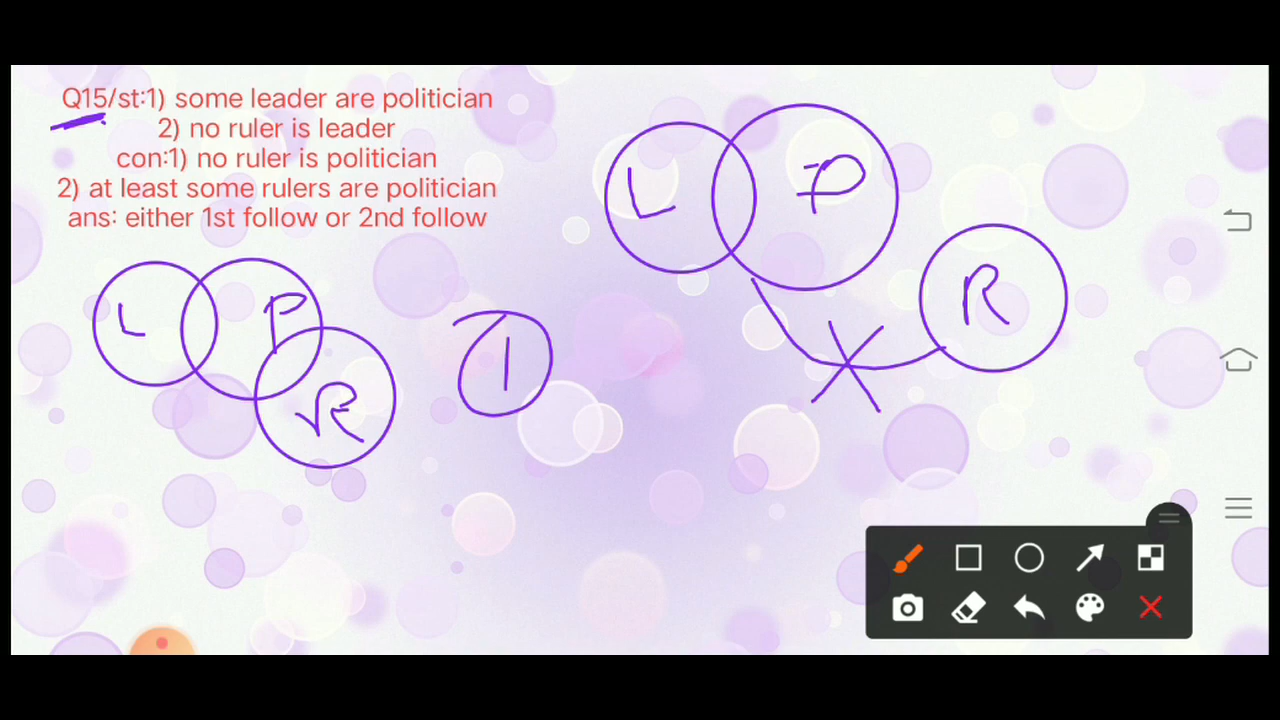 Q15/st:1) some leader are politician
2) no ruler is leader
con:1) no ruler is politician
2) at least some rulers are politician
ans: either 1st follow or 2nd follow
L P
R
L P
R